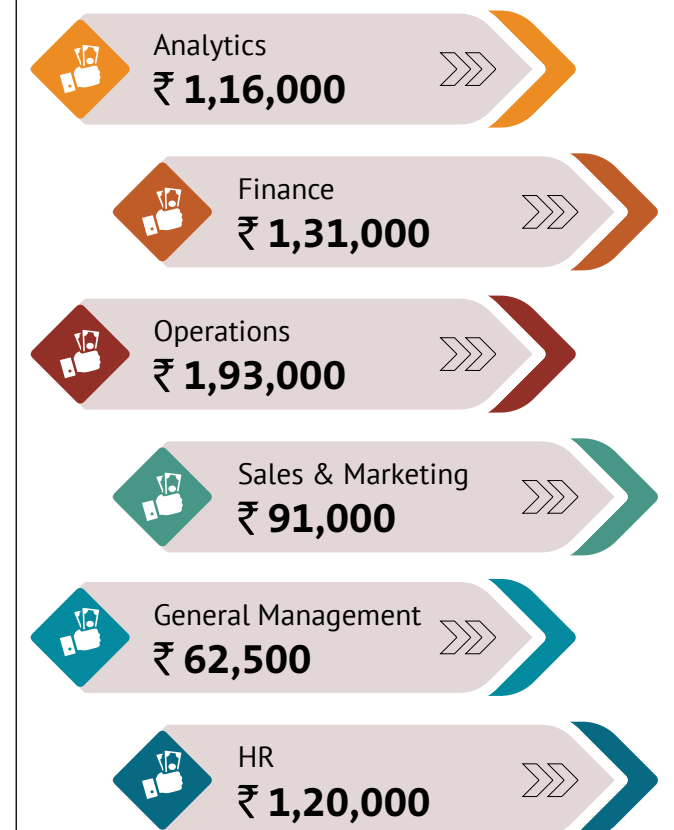 Analytics
₹ 1,16,000
Finance
₹ 1,31,000
Operations
₹ 1,93,000
Sales & Marketing
₹ 91,000
General Management
₹ 62,500
HR
₹ 1,20,000